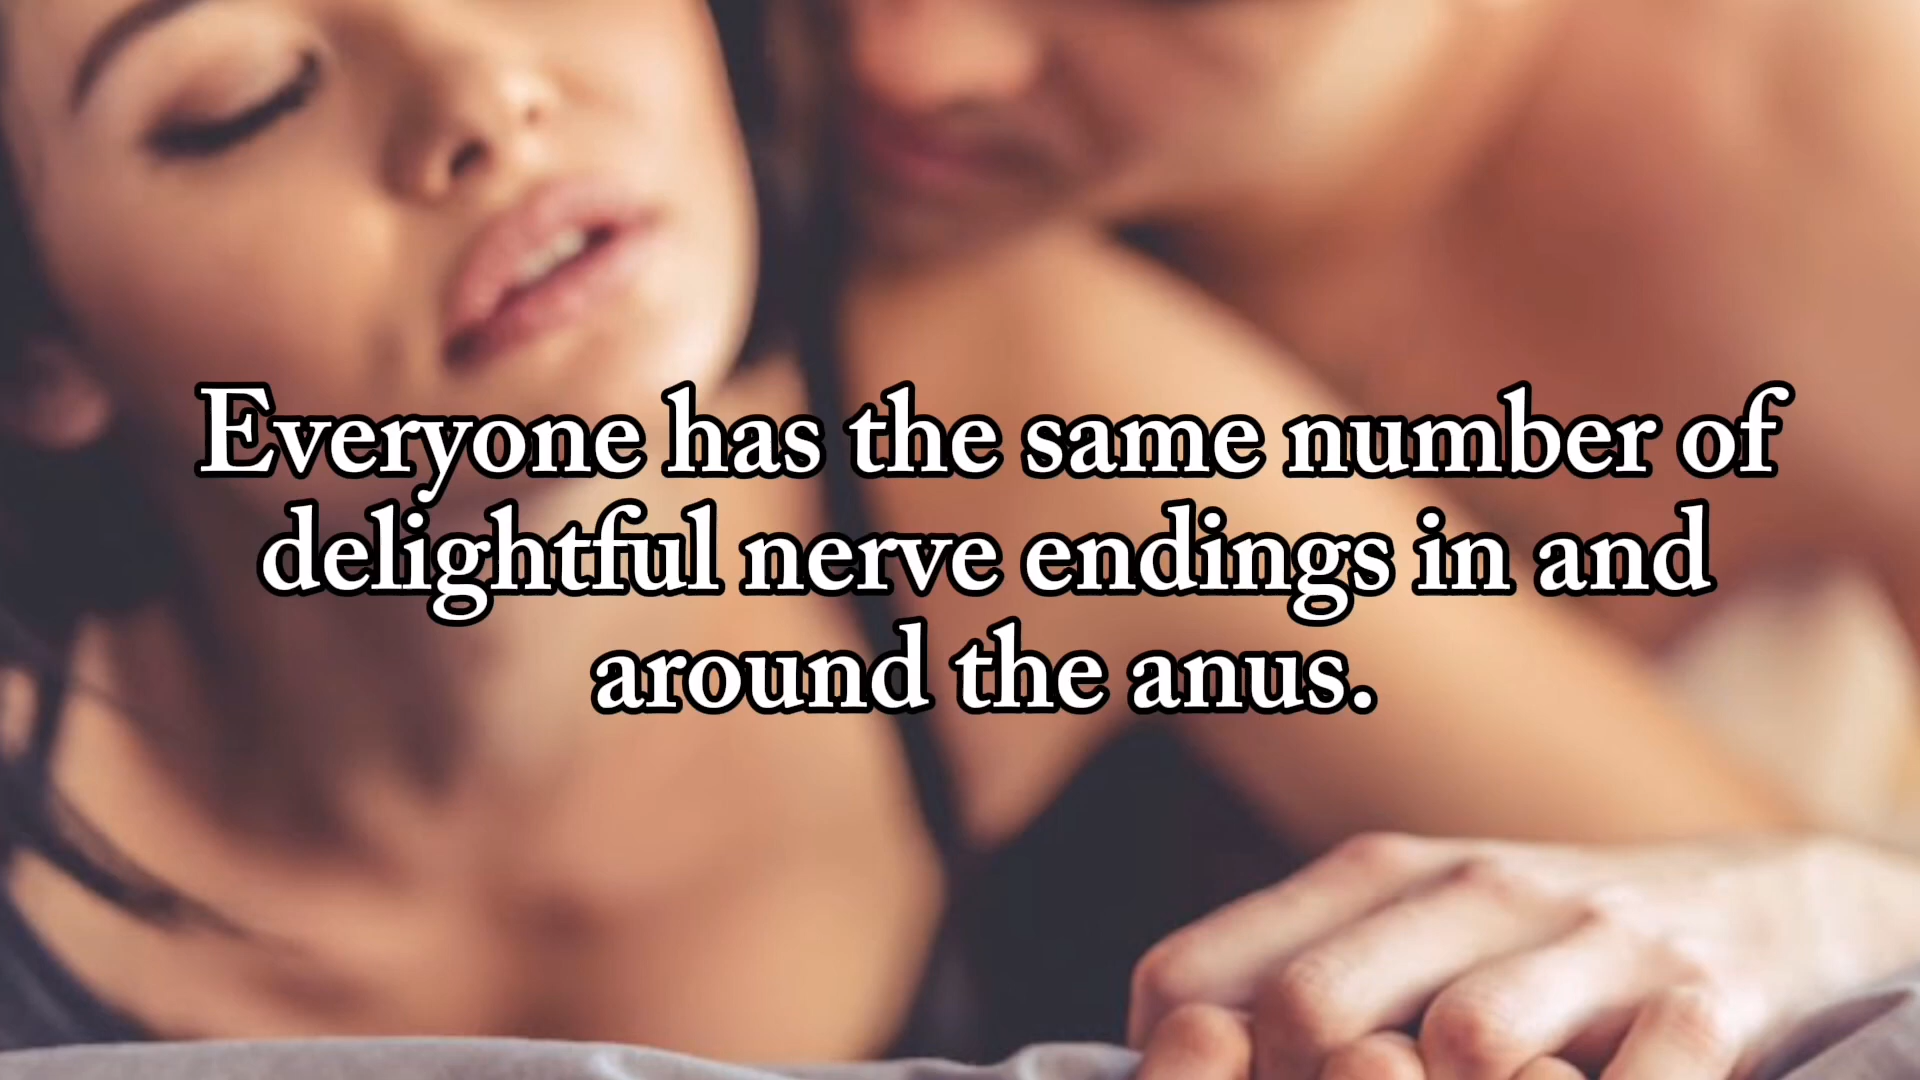 Everyone has the same number of
delightful nerve endings in and
around the anus.